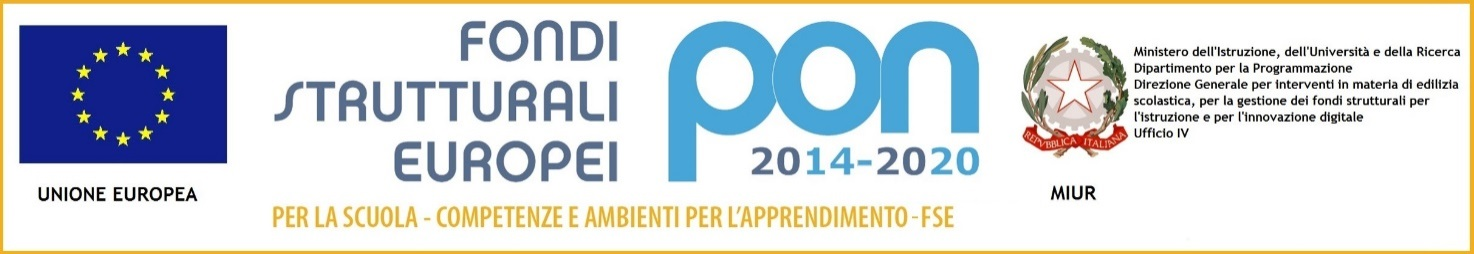 FONDI
STRUTTURALI
EUROPEI
pon
2014-2020
PER LA SCUOLA - COMPETENZE E AMBIENTI PER L'APPRENDIMENTO-FSE
UNIONE EUROPEA
REPVBBLICA ITALIANA
MIUR
Ministero dell'Istruzione, dell'Università e della Ricerca
Dipartimento per la Programmazione
Direzione Generale per interventi in materia di edilizia
scolastica, per la gestione dei fondi strutturali per
l'istruzione e per l'innovazione digitale
Ufficio IV